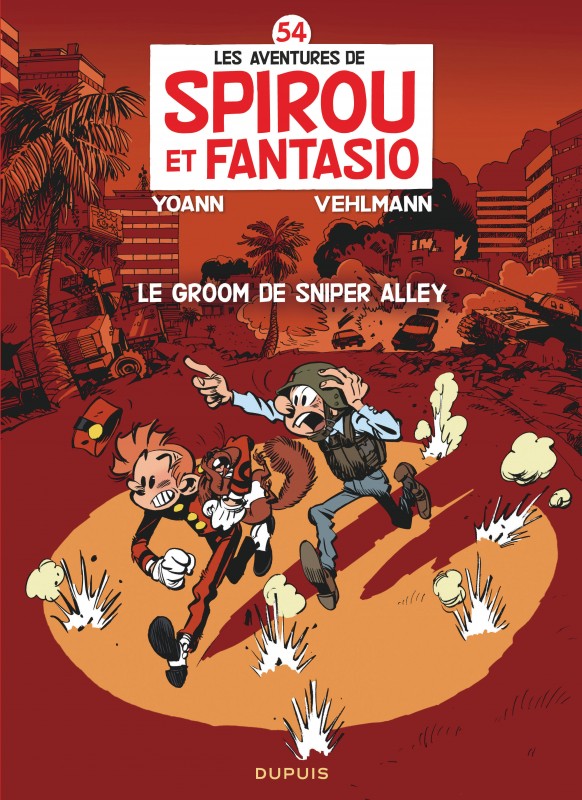 54
LES AVENTURES DE
SPIROU
ET FANTASIO
YOANN VEHLMANN
LE GROOM DE SNIPER ALLEY
DUPUIS